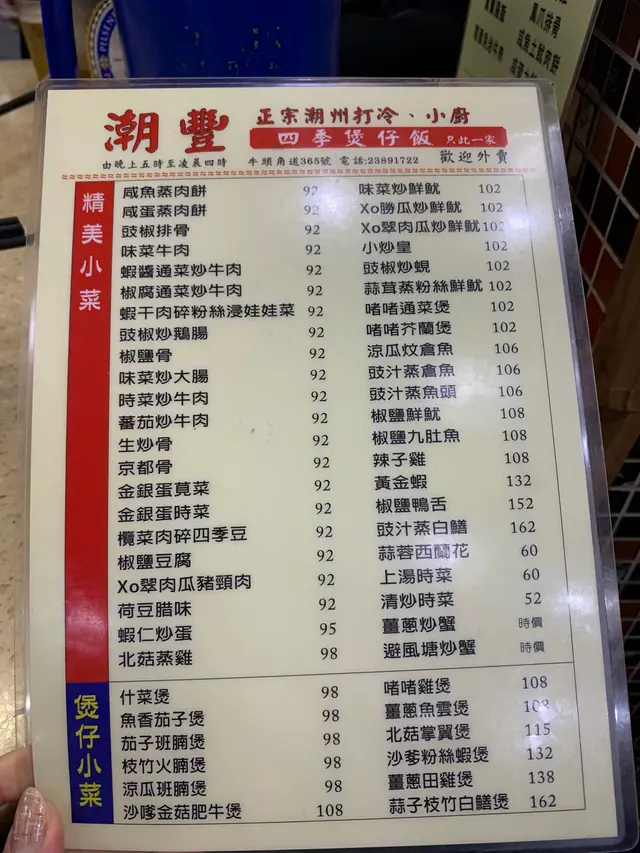 潮豐
正宗潮州打冷、小廚
四季煲仔飯 只此一家
由晚上五時至凌晨四時 牛頭角道365號 電話:23891722 歡迎外賣
精美小菜
咸魚蒸肉餅 92
咸蛋蒸肉餅 92
豉椒排骨 92
味菜牛肉 92
蝦醬通菜炒牛肉 92
椒腐通菜炒牛肉 92
蝦干肉碎粉絲浸娃娃菜 92
豉椒炒鵝腸 92
椒鹽骨 92
味菜炒大腸 92
時菜炒牛肉 92
蕃茄炒牛肉 92
生炒骨 92
京都骨 92
金銀蛋莧菜 92
金銀蛋時菜 92
欖菜肉碎四季豆 92
椒鹽豆腐 92
Xo翠肉瓜豬頸肉 92
荷豆腊味 92
蝦仁炒蛋 95
北菇蒸雞 98
味菜炒鮮魷 102
Xo勝瓜炒鮮魷 102
Xo翠肉瓜炒鮮魷 102
小炒皇 102
豉椒炒蜆 102
蒜茸蒸粉絲鮮魷 102
啫啫通菜煲 102
啫啫芥蘭煲 102
涼瓜炆倉魚 106
豉汁蒸倉魚 106
豉汁蒸魚頭 106
椒鹽鮮魷 108
椒鹽九肚魚 108
辣子雞 108
黃金蝦 132
椒鹽鴨舌 152
豉汁蒸白鱔 162
蒜蓉西蘭花 60
上湯時菜 60
清炒時菜 52
薑蔥炒蟹 時價
避風塘炒蟹 時價
煲仔小菜
什菜煲 98
魚香茄子煲 98
茄子班腩煲 98
枝竹火腩煲 98
涼瓜班腩煲 98
沙嗲金菇肥牛煲 108
啫啫雞煲 108
薑蔥魚雲煲 108
北菇掌翼煲 115
沙爹粉絲蝦煲 132
薑蔥田雞煲 138
蒜子枝竹白鱔煲 162